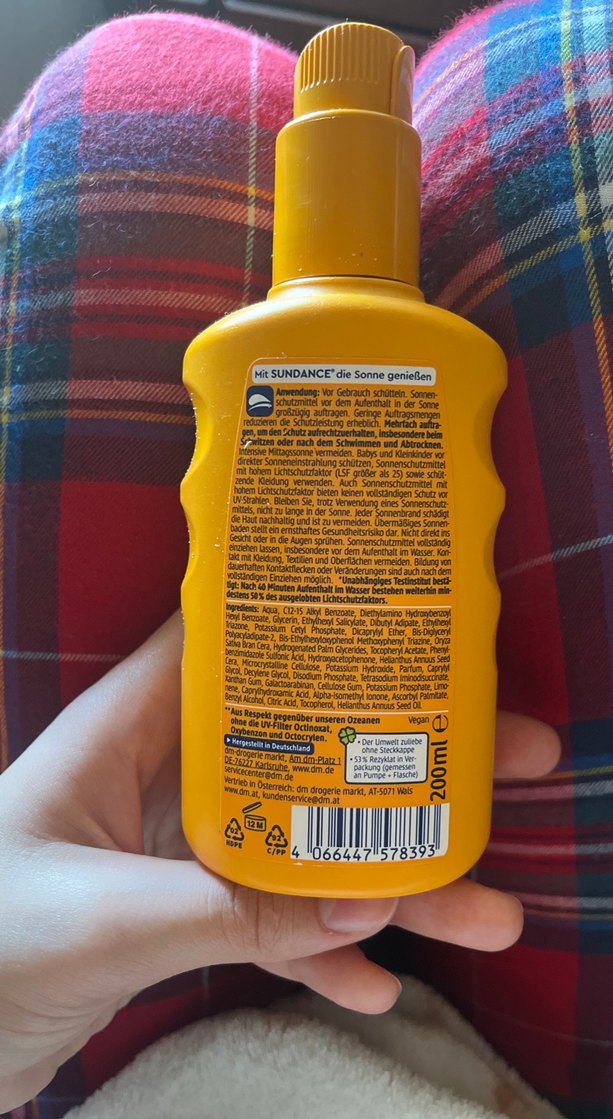 Mit SUNDANCE® die Sonne genießen
Anwendung: Vor Gebrauch schütteln. Sonnen-
schutzmittel vor dem Aufenthalt in der Sonne
großzügig auftragen. Geringe Auftragsmengen
reduzieren die Schutzleistung erheblich. Mehrfach auftra-
gen, um den Schutz aufrechtzuerhalten, insbesondere beim
Schwitzen oder nach dem Schwimmen und Abtrocknen.
Intensive Mittagssonne vermeiden. Babys und Kleinkinder vor
direkter Sonneneinstrahlung schützen, Sonnenschutzmittel
mit hohem Lichtschutzfaktor (LSF größer als 25) sowie schüt-
zende Kleidung verwenden. Auch Sonnenschutzmittel mit
hohem Lichtschutzfaktor bieten keinen vollständigen Schutz vor
UV-Strahlen. Bleiben Sie, trotz Verwendung eines Sonnenschutz-
mittels, nicht zu lange in der Sonne. Jeder Sonnenbrand schädigt
die Haut nachhaltig und ist zu vermeiden. Übermäßiges Sonnen-
baden stellt ein ernsthaftes Gesundheitsrisiko dar. Nicht direkt ins
Gesicht oder in die Augen sprühen. Sonnenschutzmittel vollständig
einziehen lassen, insbesondere vor dem Aufenthalt im Wasser. Kon-
takt mit Kleidung, Textilien und Oberflächen vermeiden. Bildung von
dauerhaften Kontaktflecken oder Veränderungen sind auch nach dem
vollständigen Einziehen möglich. *Unabhängiges Testinstitut bestä-
tigt: Nach 40 Minuten Aufenthalt im Wasser bestehen weiterhin min-
destens 50% des ausgelobten Lichtschutzfaktors.
Ingredients: Aqua, C12-15 Alkyl Benzoate, Diethylamino Hydroxybenzoyl
Hexyl Benzoate, Glycerin, Ethylhexyl Salicylate, Dibutyl Adipate, Ethylhexyl
Triazone, Potassium Cetyl Phosphate, Dicaprylyl Ether, Bis-Diglyceryl
Polyacyladipate-2, Bis-Ethylhexyloxyphenol Methoxyphenyl Triazine, Oryza
Sativa Bran Cera, Hydrogenated Palm Glycerides, Tocopheryl Acetate, Phenyl-
benzimidazole Sulfonic Acid, Hydroxyacetophenone, Helianthus Annuus Seed
Cera, Microcrystalline Cellulose, Potassium Hydroxide, Parfum, Caprylyl
Glycol, Decylene Glycol, Disodium Phosphate, Tetrasodium Iminodisuccinate,
Xanthan Gum, Galactoarabinan, Cellulose Gum, Potassium Phosphate, Limo-
nene, Caprylhydroxamic Acid, Alpha-Isomethyl Ionone, Ascorbyl Palmitate,
Benzyl Alcohol, Citric Acid, Tocopherol, Helianthus Annuus Seed Oil.
**Aus Respekt gegenüber unseren Ozeanen
ohne die UV-Filter Octinoxat,
Oxybenzon und Octocrylen.
Vegan ℮
Hergestellt in Deutschland
dm-drogerie markt, Am dm-Platz 1
DE-76227 Karlsruhe, www.dm.de
servicecenter@dm.de
• Der Umwelt zuliebe
ohne Steckkappe
• 53% Rezyklat in Ver-
packung (gemessen
an Pumpe + Flasche)
200ml
Vertrieb in Österreich: dm drogerie markt, AT-5071 Wals
www.dm.at, kundenservice@dm.at
12 M
02
HDPE
92
C/PP
4 066447 578393